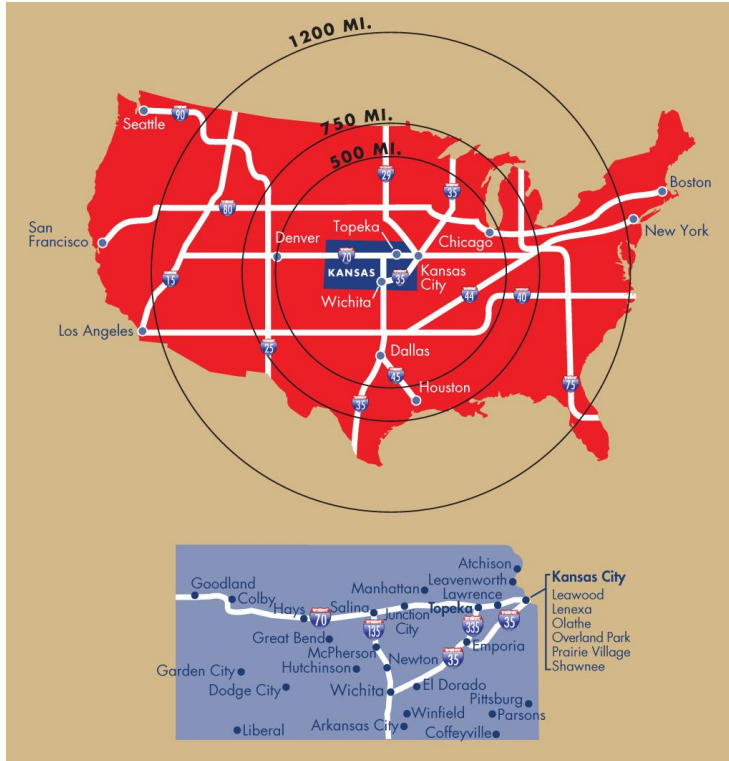 1200 MI.
750 MI.
500 MI.
90
Seattle
29
35
Boston
80
San
Francisco
Topeka
New York
Denver
Chicago
70
KANSAS
35
Kansas
City
15
Wichita
44
40
Los Angeles
Dallas
25
45
75
35
Houston
Atchison
Leavenworth
Kansas City
Goodland
Manhattan
Lawrence
Leawood
Colby
Hays
Salina
Topeka
Lenexa
70
Junction
City
335
35
Olathe
135
Great Bend
Overland Park
McPherson
Emporia
Prairie Village
35
Garden City
Hutchinson
Newton
Shawnee
Dodge City
Wichita
El Dorado
Pittsburg
Winfield
Parsons
Liberal
Arkansas City
Coffeyville